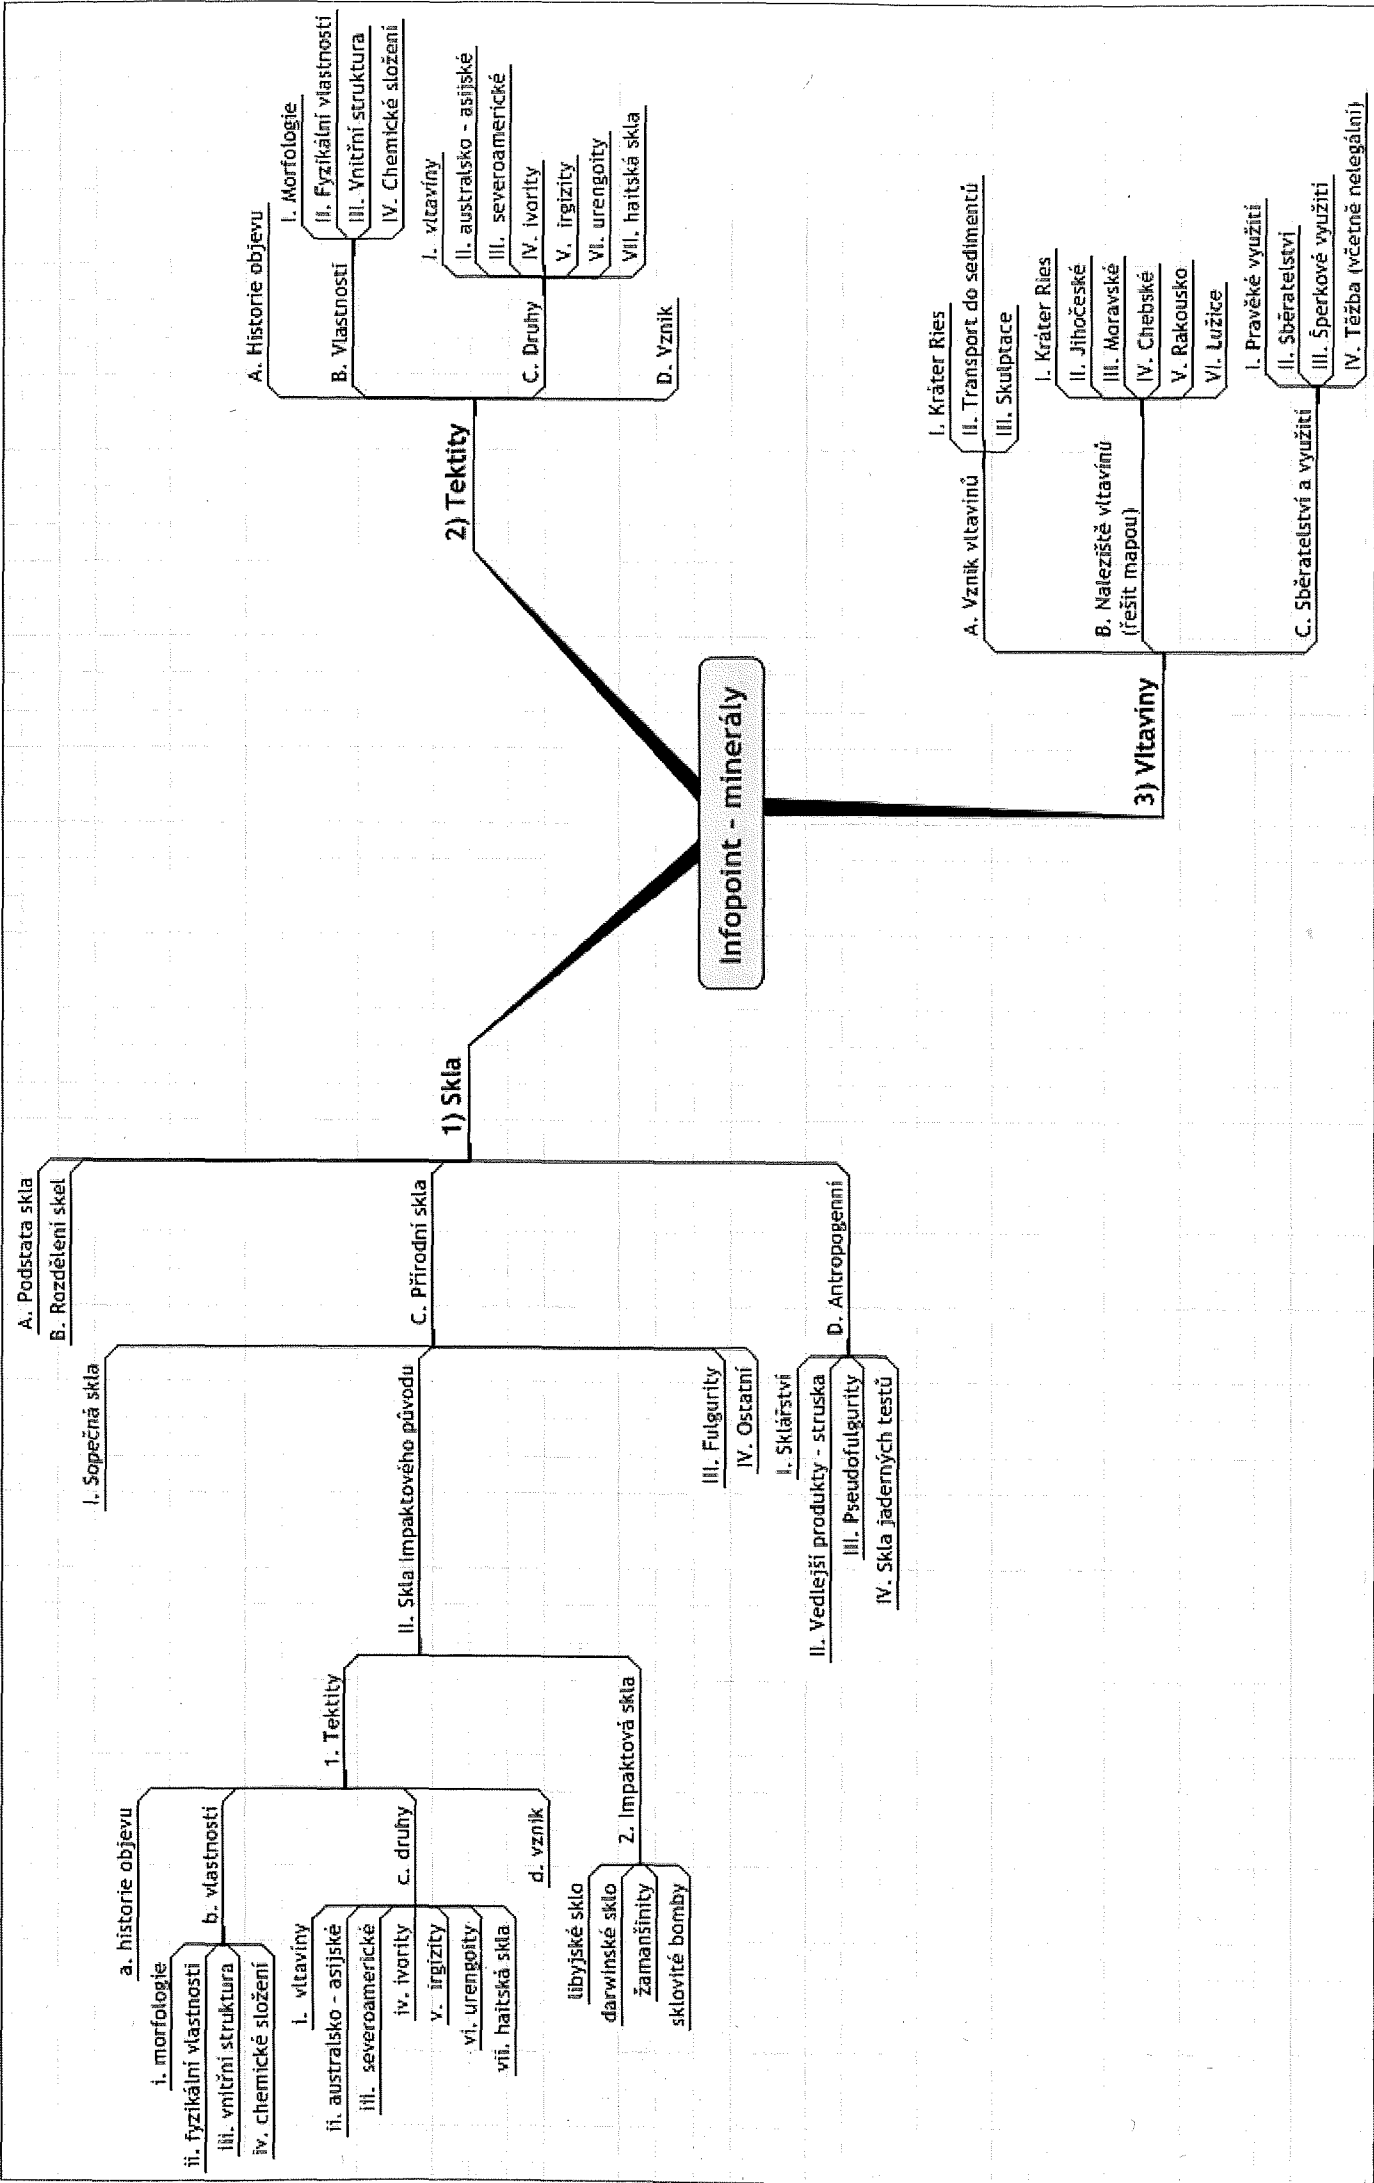 Infopoint - minerály
1) Skla
A. Podstata skla
B. Rozdělení skel
C. Přírodní skla
I. Sopečná skla
II. Skla impaktového původu
1. Tektity
a. historie objevu
b. vlastnosti
i. morfologie
ii. fyzikální vlastnosti
iii. vnitřní struktura
iv. chemické složení
c. druhy
i. vltavíny
ii. australsko - asijské
iii. severoamerické
iv. ivority
v. irgizity
vi. urengoity
vii. haitská skla
d. vznik
2. Impaktová skla
libyjské sklo
darwinské sklo
žamanšinity
sklovité bomby
III. Fulgurity
IV. Ostatní
D. Antropogenní
I. Sklářství
II. Vedlejší produkty - struska
III. Pseudofulgurity
IV. Skla jaderných testů
2) Tektity
A. Historie objevu
B. Vlastnosti
I. Morfologie
II. Fyzikální vlastnosti
III. Vnitřní struktura
IV. Chemické složení
C. Druhy
I. vltavíny
II. australsko - asijské
III. severoamerické
IV. ivority
V. irgizity
VI. urengoity
VII. haitská skla
D. Vznik
3) Vltavíny
A. Vznik vltavínů
I. Kráter Ries
II. Transport do sedimentů
III. Skulptace
B. Naleziště vltavínů
(řešit mapou)
I. Kráter Ries
II. Jihočeské
III. Moravské
IV. Chebské
V. Rakousko
VI. Lužice
C. Sběratelství a využití
I. Pravěké využití
II. Sběratelství
III. Šperkové využití
IV. Těžba (včetně nelegální)